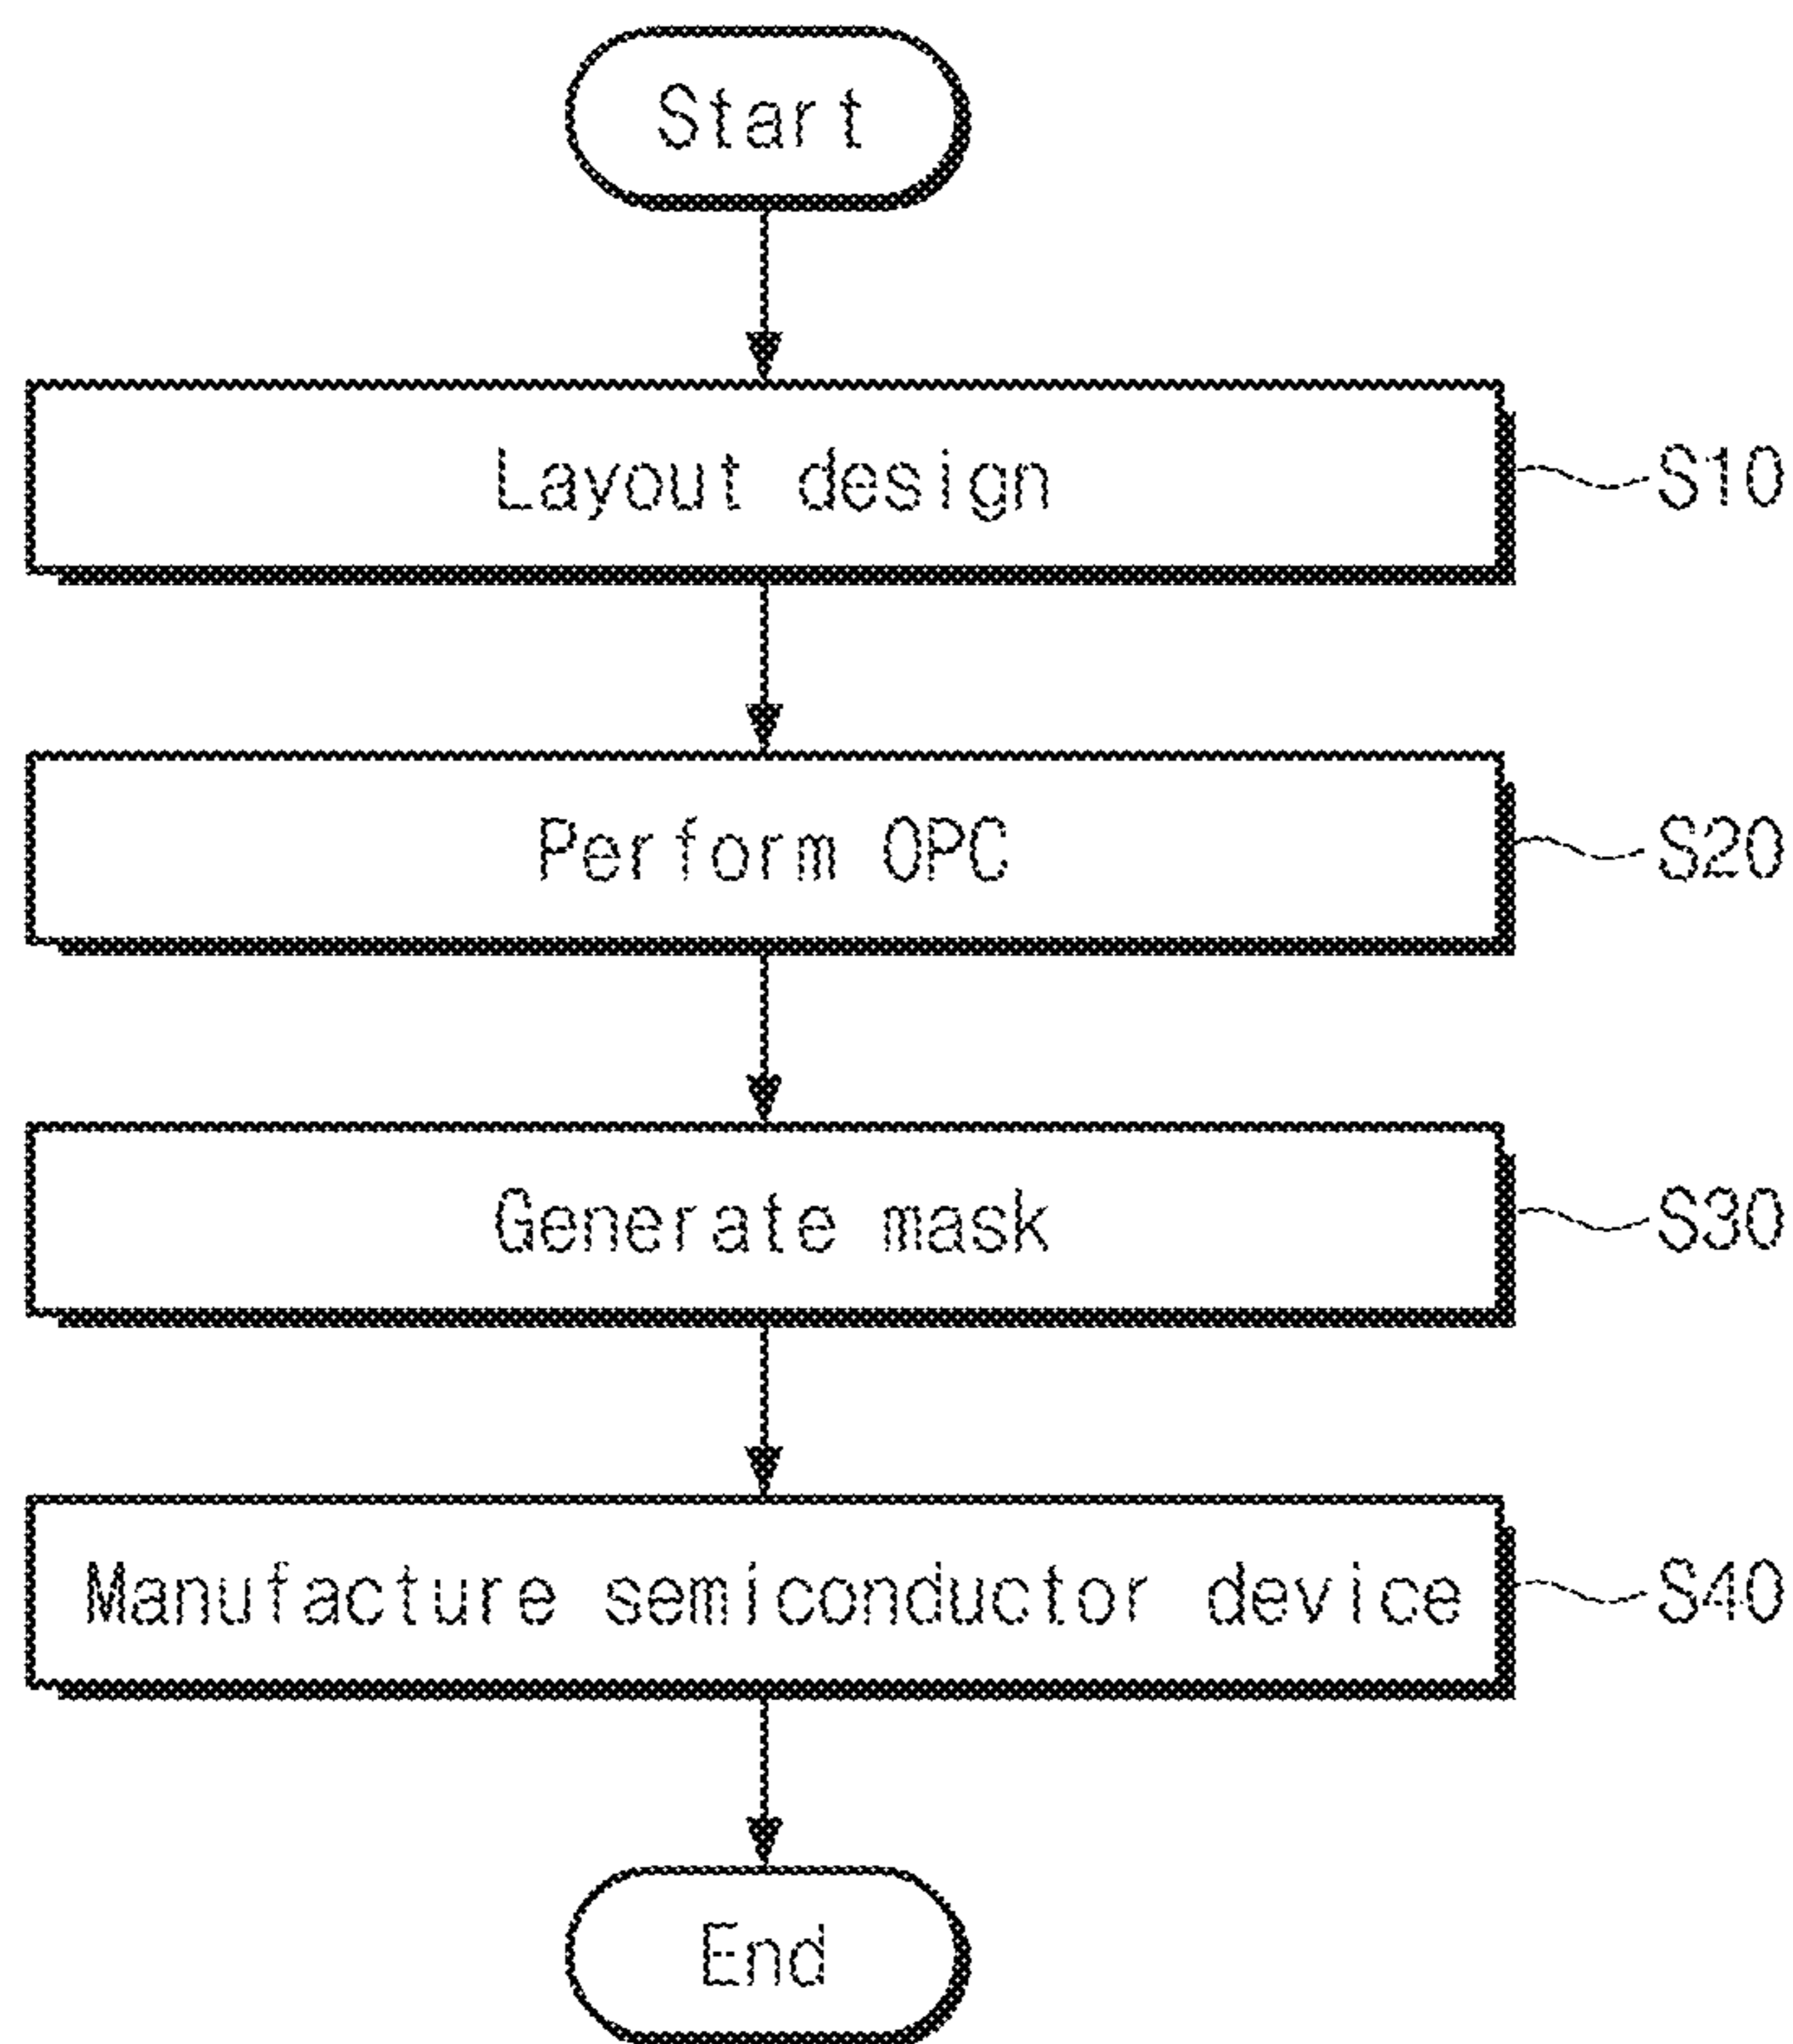 Start
Layout design
S10
Perform OPC
S20
Generate mask
S30
Manufacture semiconductor device
S40
End